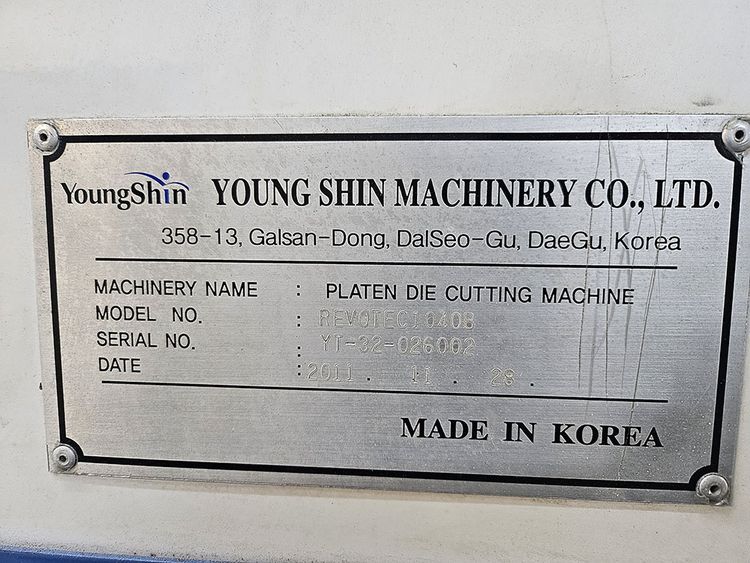 YoungShin YOUNG SHIN MACHINERY CO., LTD.
358-13, Galsan-Dong, DalSeo-Gu, DaeGu, Korea
MACHINERY NAME : PLATEN DIE CUTTING MACHINE
MODEL NO. : REVOTEC1040B
SERIAL NO. : YT-32-026002
DATE : 2011. 11. 28.
MADE IN KOREA